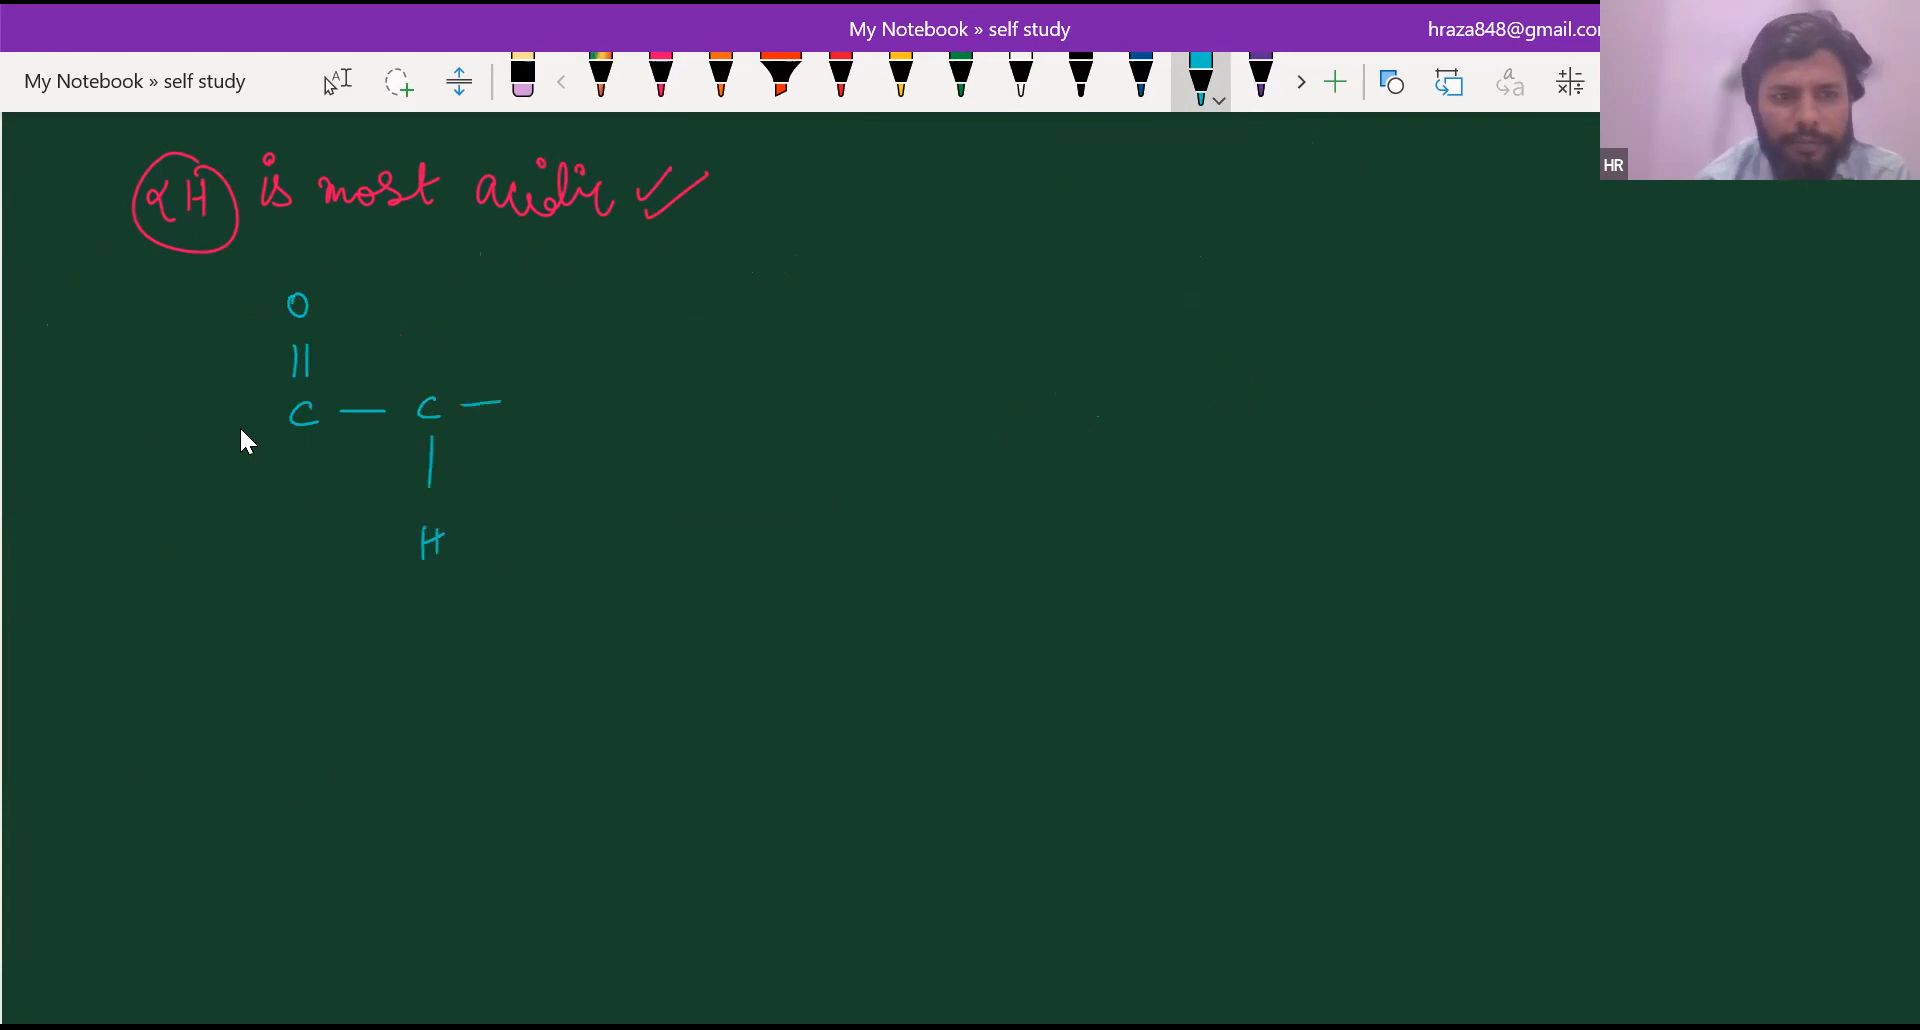 My Notebook » self study
hraza848@gmail.co
My Notebook » self study
HR
αH is most acidic ✓✓
O
||
C — C —
|
H